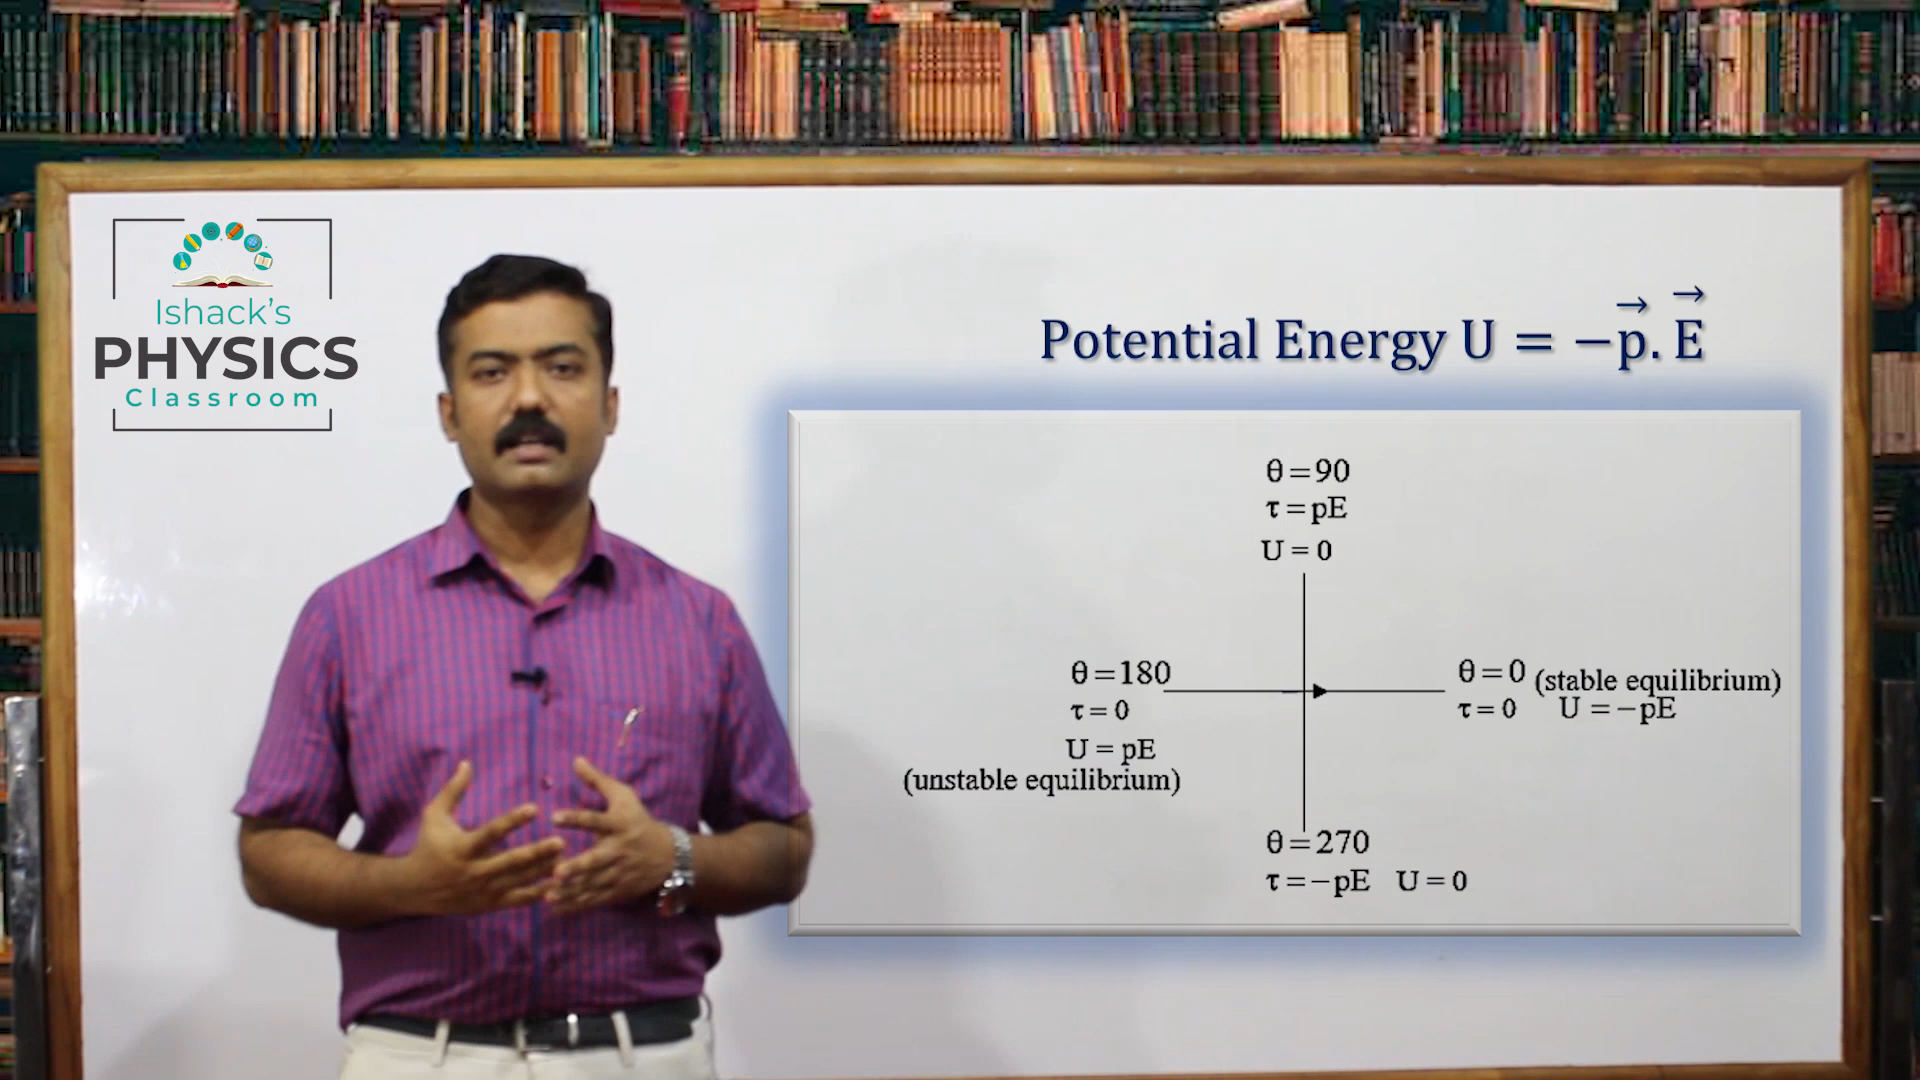 Ishack's
PHYSICS
Classroom
Potential Energy U = −p⃗. E⃗
θ=90
τ=pE
U=0
θ=180
τ=0
U=pE
(unstable equilibrium)
θ=0 (stable equilibrium)
τ=0 U=−pE
θ=270
τ=−pE U=0